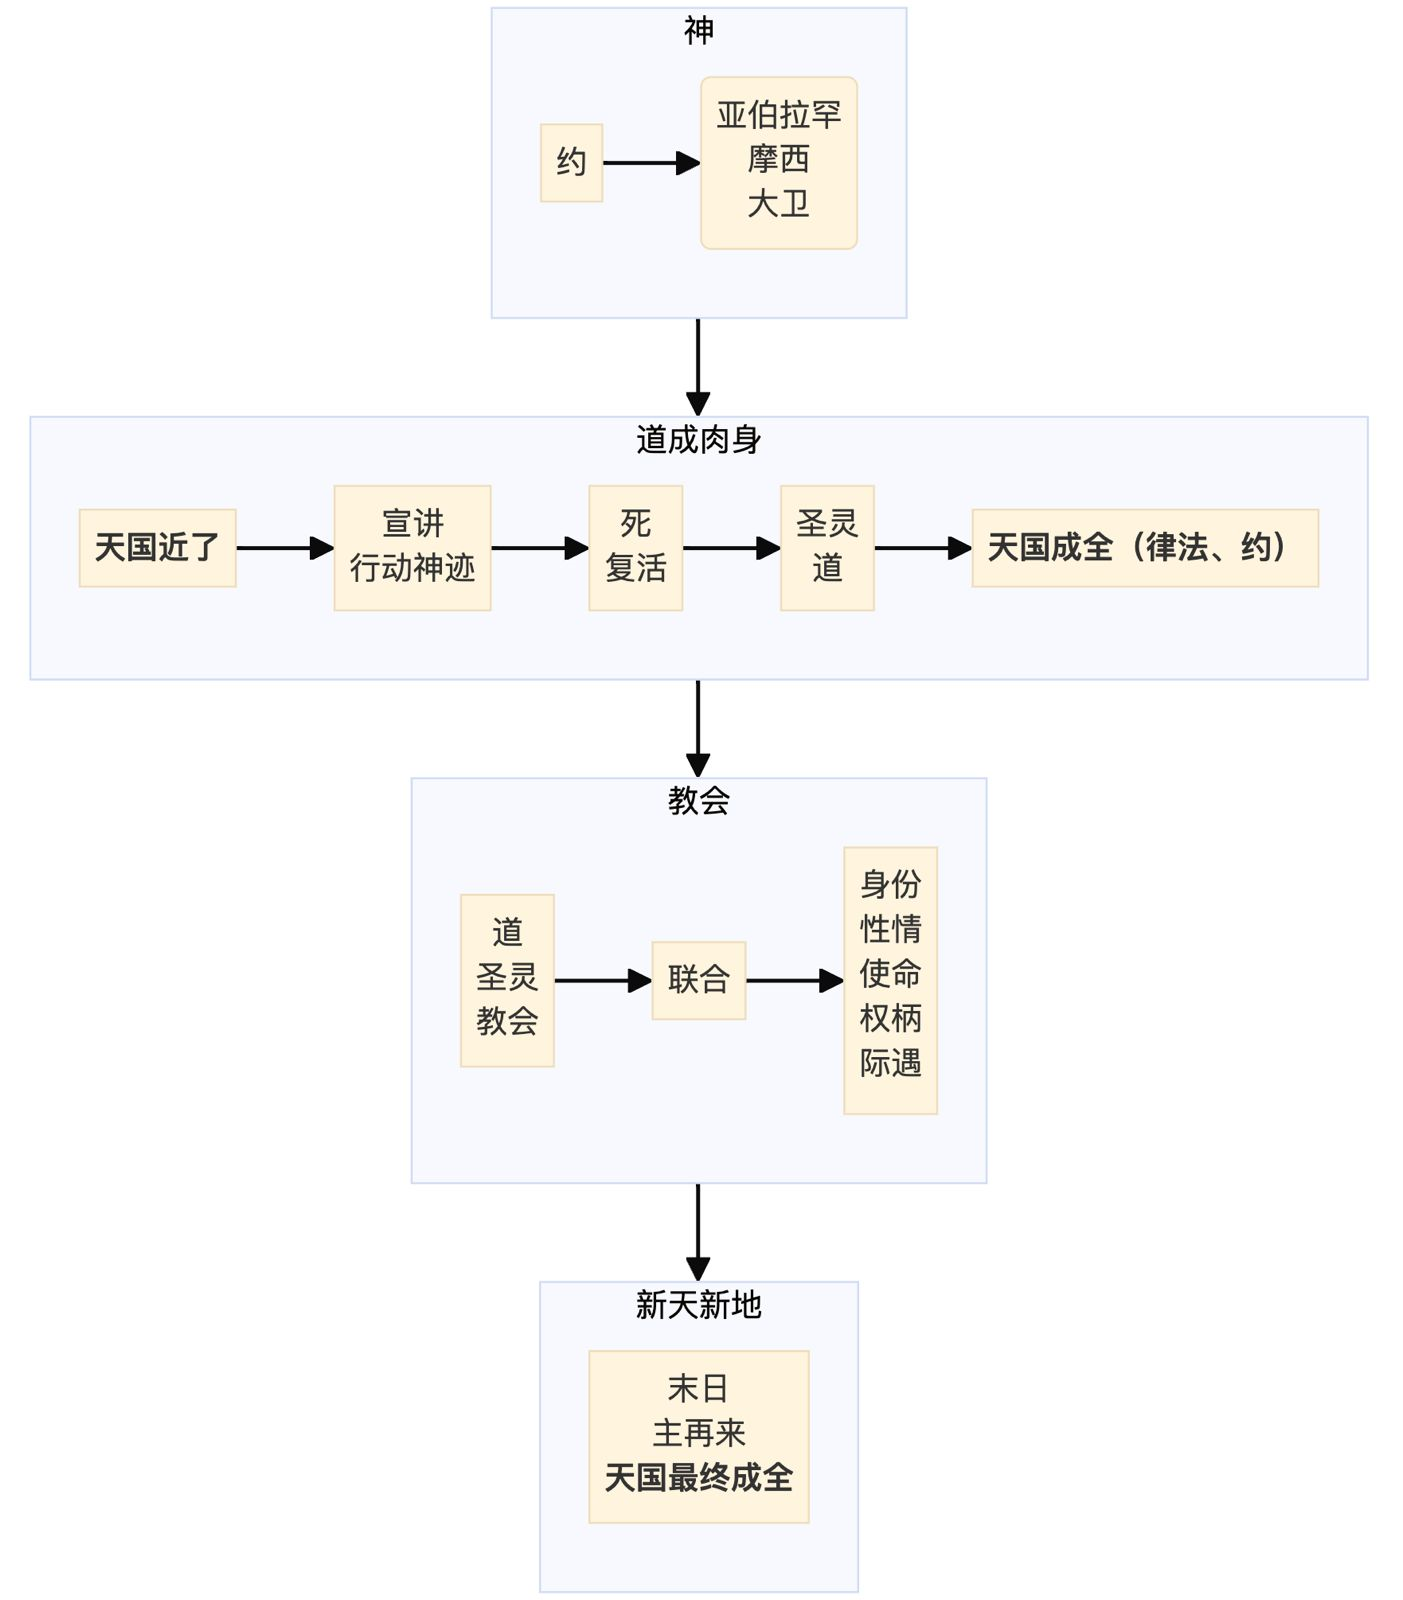 神
约
亚伯拉罕
摩西
大卫
道成肉身
天国近了
宣讲
行动神迹
死
复活
圣灵
道
天国成全（律法、约）
教会
道
圣灵
教会
联合
身份
性情
使命
权柄
际遇
新天新地
末日
主再来
天国最终成全